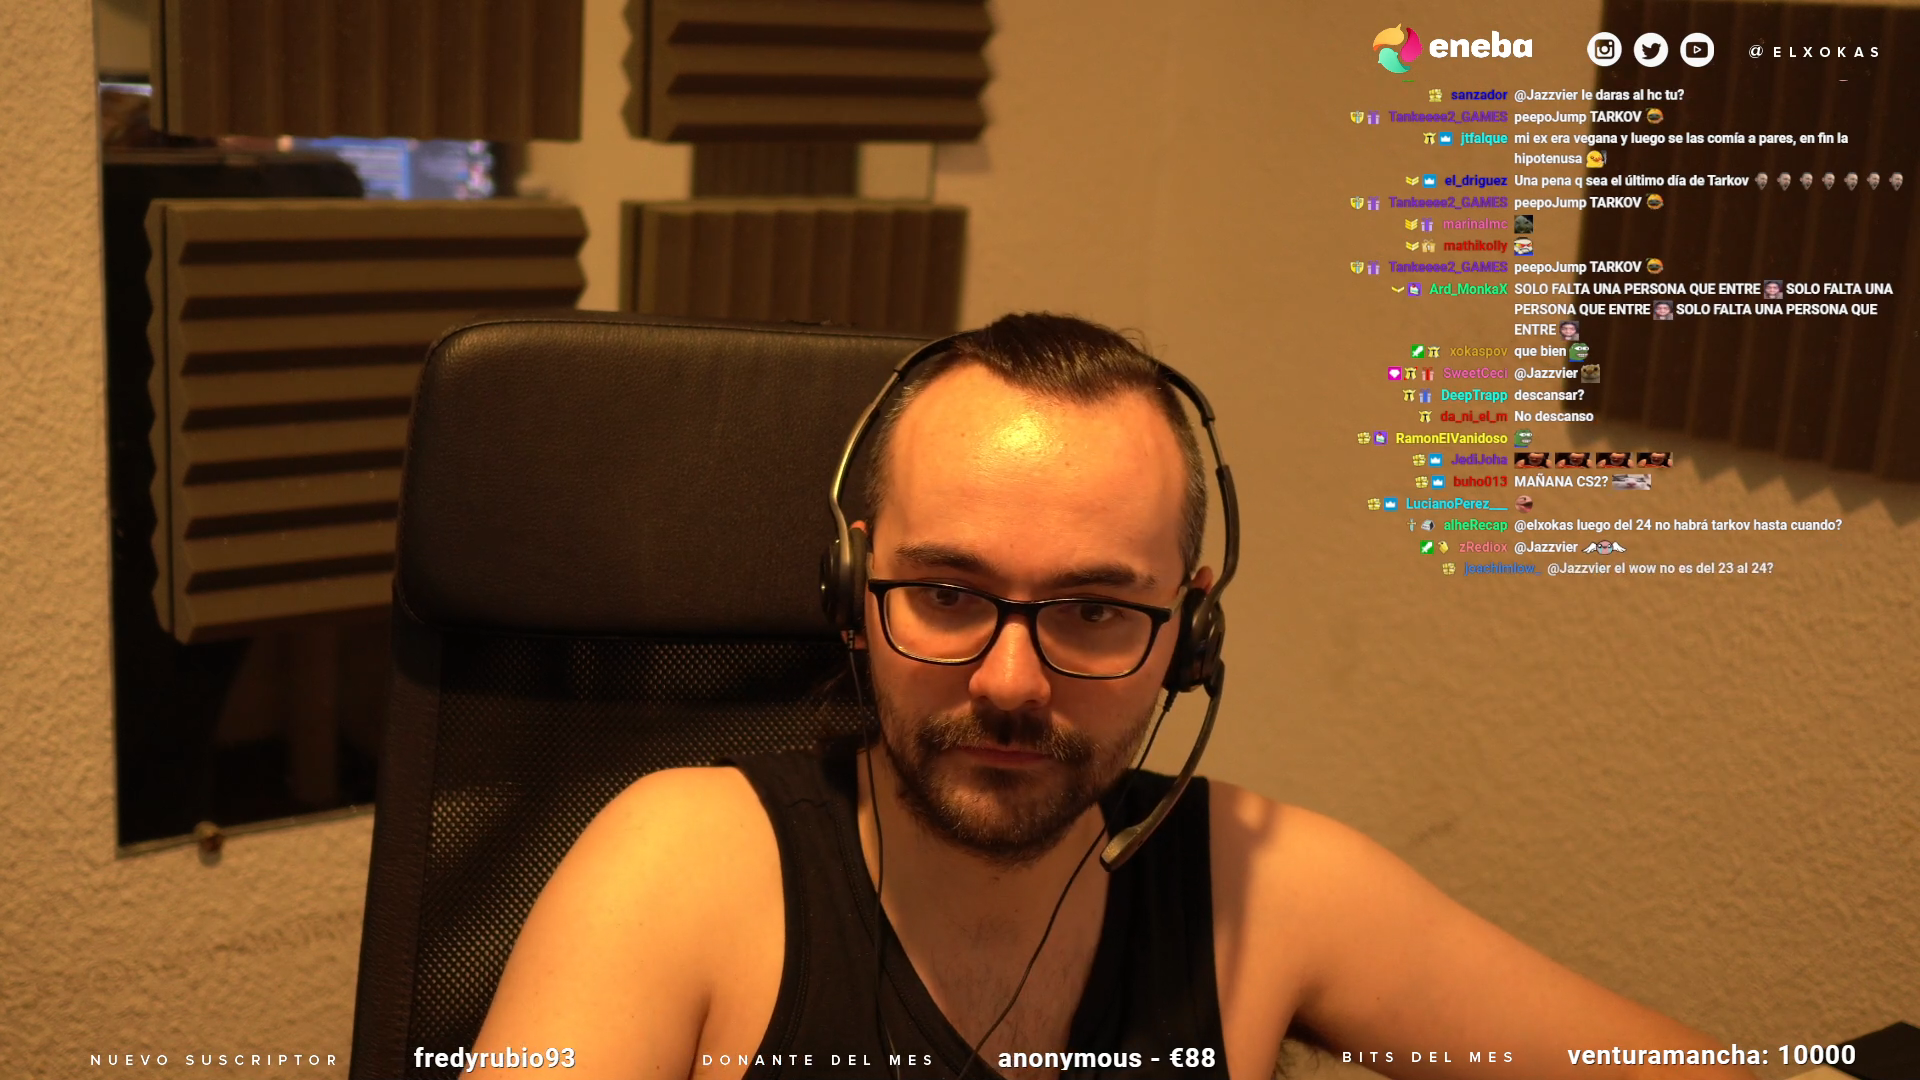 eneba
@ELXOKAS
sanzador @Jazzvier le daras al hc tu?
Tankeeee2_GAMES peepoJump TARKOV
jtfalque mi ex era vegana y luego se las comía a pares, en fin la
hipotenusa
el_driguez Una pena q sea el último día de Tarkov
Tankeeee2_GAMES peepoJump TARKOV
marinalmc
mathikolly
Tankeeee2_GAMES peepoJump TARKOV
Ard_MonkaX SOLO FALTA UNA PERSONA QUE ENTRE SOLO FALTA UNA
PERSONA QUE ENTRE SOLO FALTA UNA PERSONA QUE
ENTRE
xokaspov que bien
SweetCeci @Jazzvier
DeepTrapp descansar?
da_ni_el_m No descanso
RamonElVanidoso
JediJoha
buho013 MAÑANA CS2?
LucianoPerez__
alheRecap @elxokas luego del 24 no habrá tarkov hasta cuando?
zRediox @Jazzvier
@Jazzvier el wow no es del 23 al 24?
NUEVO SUSCRIPTOR fredyrubio93 DONANTE DEL MES anonymous - €88 BITS DEL MES venturamancha: 10000